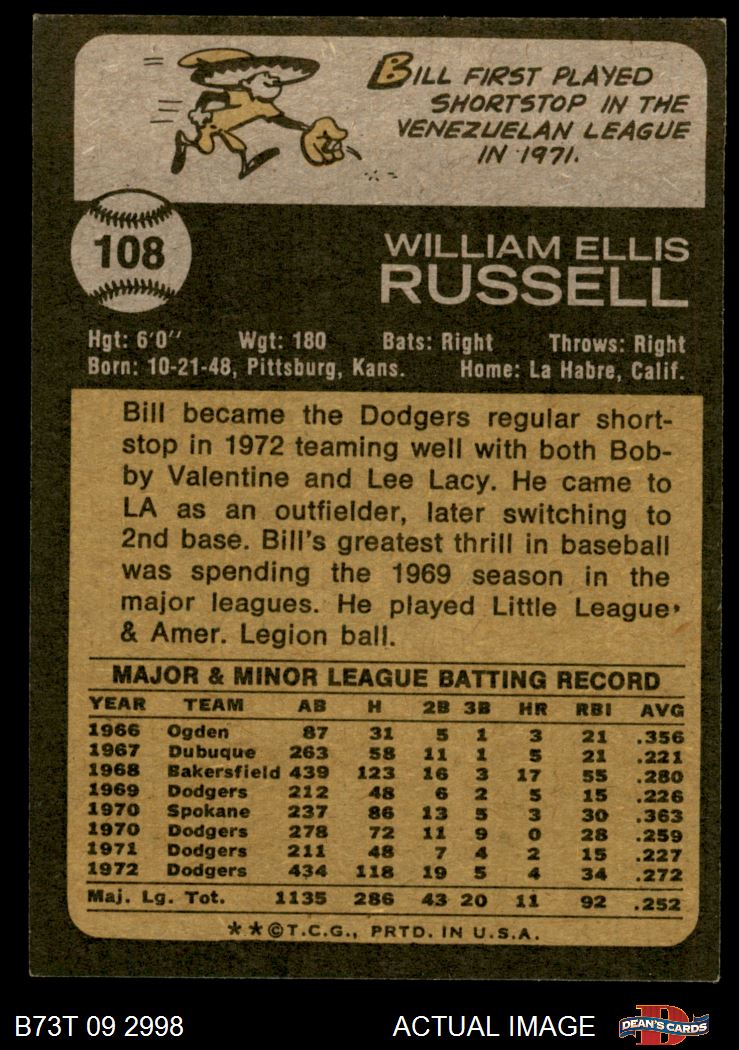 BILL FIRST PLAYED
SHORTSTOP IN THE
VENEZUELAN LEAGUE
IN 1971.
108
WILLIAM ELLIS
RUSSELL
Hgt: 6'0" Wgt: 180 Bats: Right Throws: Right
Born: 10-21-48, Pittsburg, Kans. Home: La Habre, Calif.
Bill became the Dodgers regular short-
stop in 1972 teaming well with both Bob-
by Valentine and Lee Lacy. He came to
LA as an outfielder, later switching to
2nd base. Bill's greatest thrill in baseball
was spending the 1969 season in the
major leagues. He played Little League
& Amer. Legion ball.
MAJOR & MINOR LEAGUE BATTING RECORD
YEAR TEAM AB H 2B 3B HR RBI AVG
1966 Ogden 87 31 5 1 3 21 .356
1967 Dubuque 263 58 11 1 5 21 .221
1968 Bakersfield 439 123 16 3 17 55 .280
1969 Dodgers 212 48 6 2 5 15 .226
1970 Spokane 237 86 13 5 3 30 .363
1970 Dodgers 278 72 11 9 0 28 .259
1971 Dodgers 211 48 7 4 2 15 .227
1972 Dodgers 434 118 19 5 4 34 .272
Maj. Lg. Tot. 1135 286 43 20 11 92 .252
**©T.C.G., PRTD. IN U.S.A.
B73T 09 2998 ACTUAL IMAGE D
DEAN'S CARDS